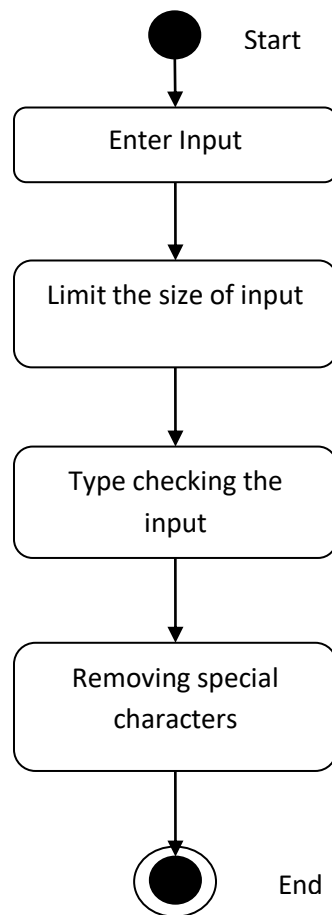 Start
Enter Input
Limit the size of input
Type checking the
input
Removing special
characters
End